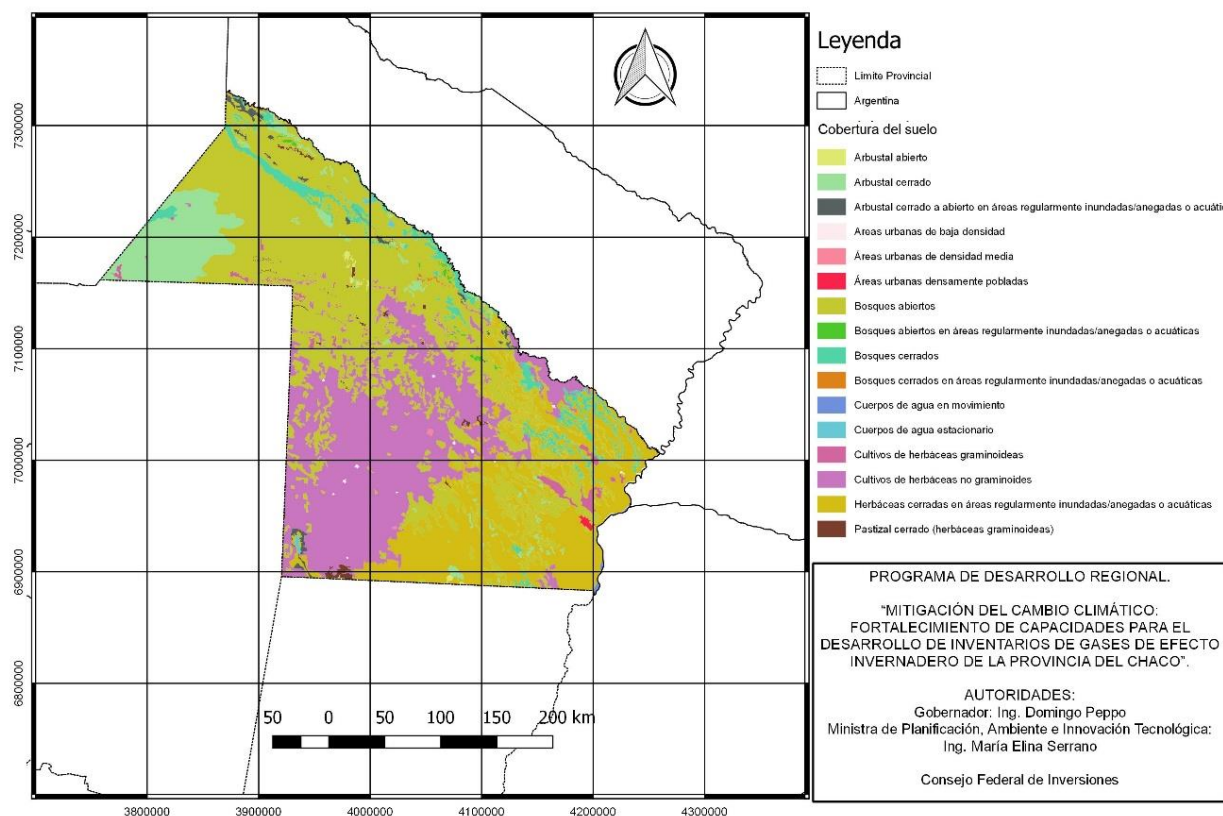 Leyenda
Limite Provincial
Argentina
Cobertura del suelo
Arbustal abierto
Arbustal cerrado
Arbustal cerrado a abierto en áreas regularmente inundadas/anegadas o acuáti
Areas urbanas de baja densidad
Áreas urbanas de densidad media
Áreas urbanas densamente pobladas
Bosques abiertos
Bosques abiertos en áreas regularmente inundadas/anegadas o acuáticas
Bosques cerrados
Bosques cerrados en áreas regularmente inundadas/anegadas o acuáticas
Cuerpos de agua en movimiento
Cuerpos de agua estacionario
Cultivos de herbáceas graminoideas
Cultivos de herbáceas no graminoides
Herbáceas cerradas en áreas regularmente inundadas/anegadas o acuáticas
Pastizal cerrado (herbáceas graminoideas)
PROGRAMA DE DESARROLLO REGIONAL.
"MITIGACIÓN DEL CAMBIO CLIMÁTICO:
FORTALECIMIENTO DE CAPACIDADES PARA EL
DESARROLLO DE INVENTARIOS DE GASES DE EFECTO
INVERNADERO DE LA PROVINCIA DEL CHACO".
AUTORIDADES:
Gobernador: Ing. Domingo Peppo
Ministra de Planificación, Ambiente e Innovación Tecnológica:
Ing. María Elina Serrano
Consejo Federal de Inversiones
7300000
7200000
7100000
7000000
6900000
6800000
50 0 50 100 150 200 km
3800000 3900000 4000000 4100000 4200000 4300000